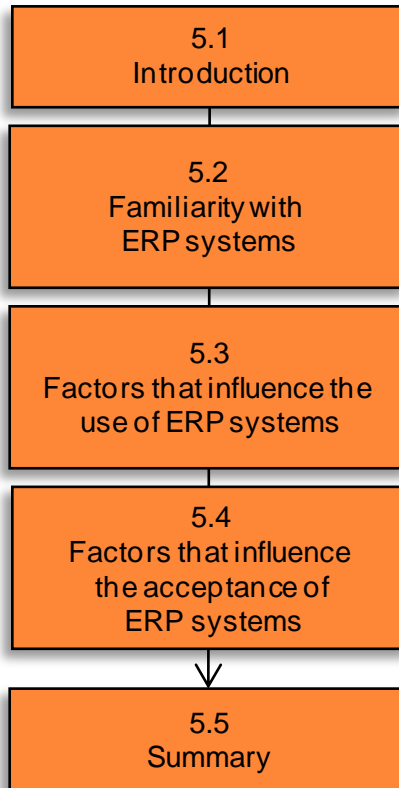 5.1
Introduction
5.2
Familiarity with
ERP systems
5.3
Factors that influence the
use of ERP systems
5.4
Factors that influence
the acceptance of
ERP systems
5.5
Summary